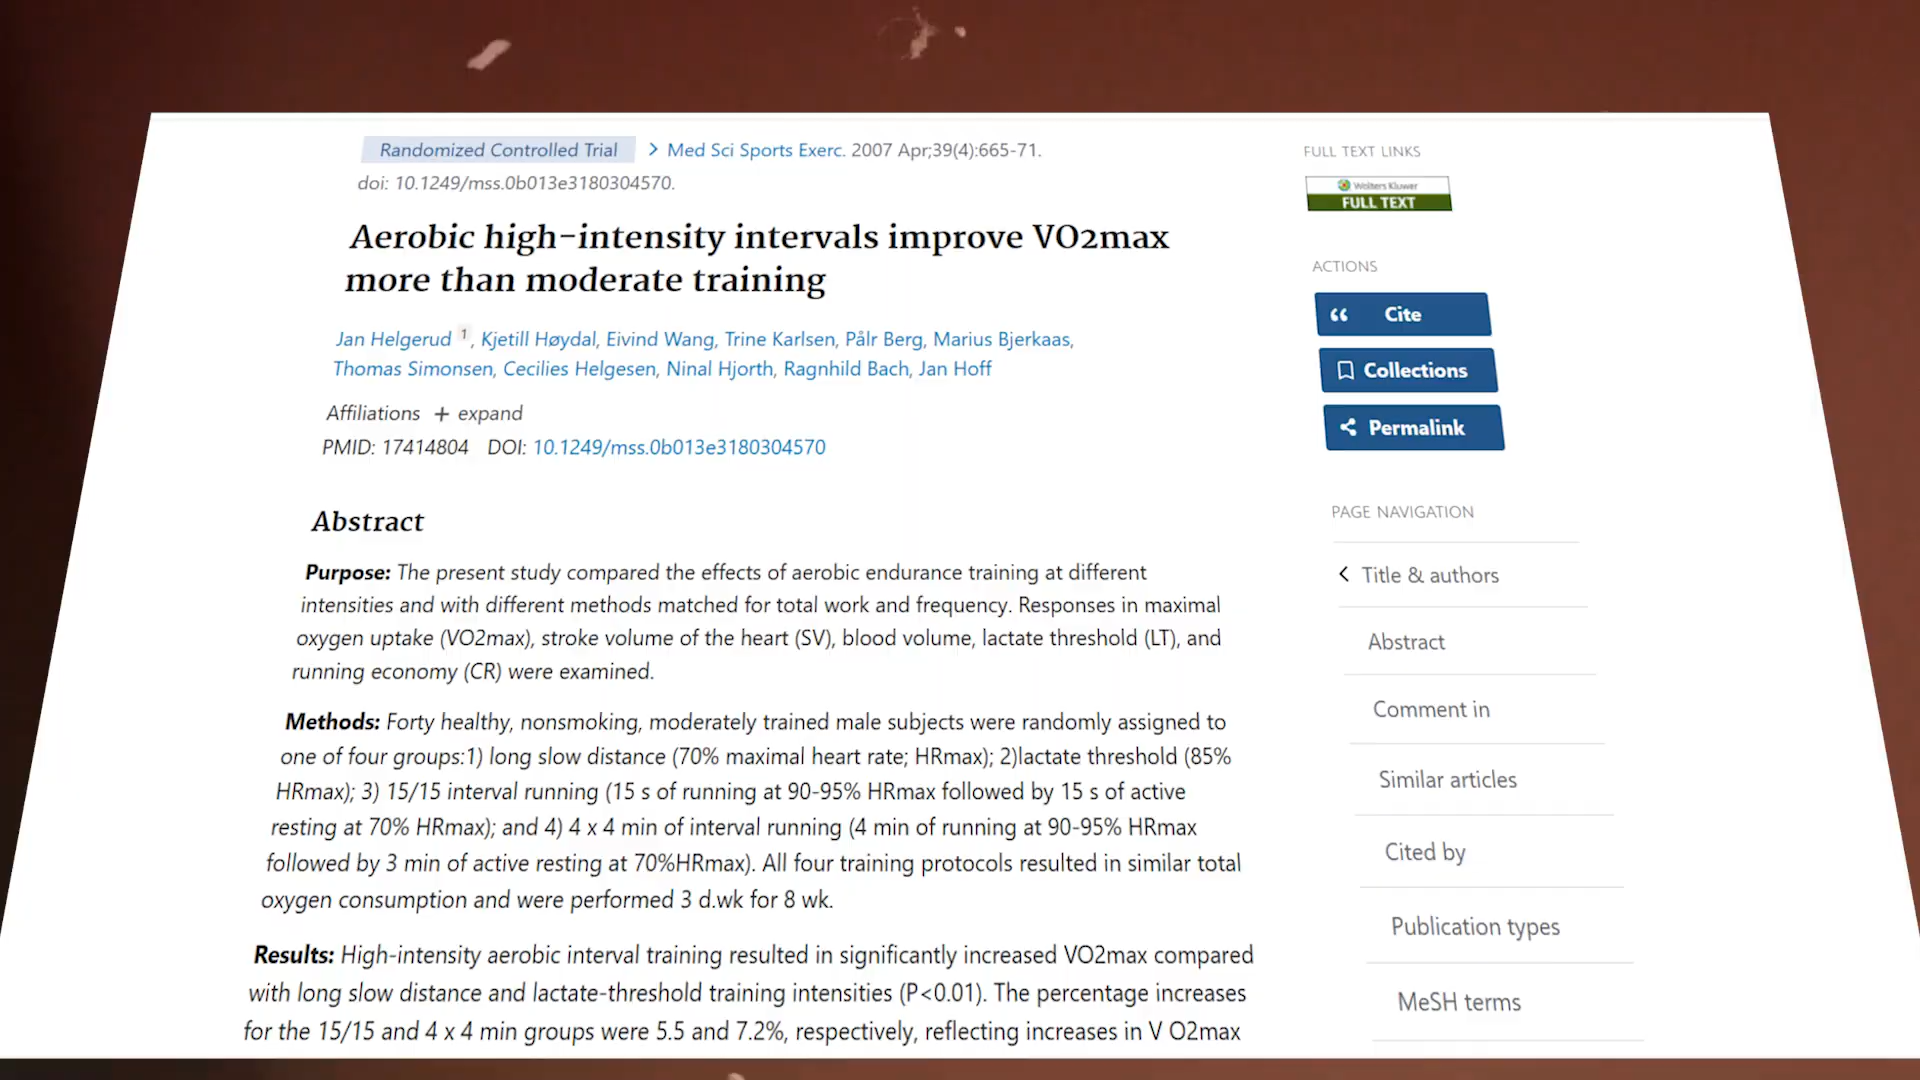 Randomized Controlled Trial > Med Sci Sports Exerc. 2007 Apr;39(4):665-71.
doi: 10.1249/mss.0b013e3180304570.
Aerobic high-intensity intervals improve VO2max
more than moderate training
Jan Helgerud 1, Kjetill Høydal, Eivind Wang, Trine Karlsen, Pålr Berg, Marius Bjerkaas,
Thomas Simonsen, Cecilies Helgesen, Ninal Hjorth, Ragnhild Bach, Jan Hoff
Affiliations + expand
PMID: 17414804 DOI: 10.1249/mss.0b013e3180304570
Abstract
Purpose: The present study compared the effects of aerobic endurance training at different
intensities and with different methods matched for total work and frequency. Responses in maximal
oxygen uptake (VO2max), stroke volume of the heart (SV), blood volume, lactate threshold (LT), and
running economy (CR) were examined.
Methods: Forty healthy, nonsmoking, moderately trained male subjects were randomly assigned to
one of four groups:1) long slow distance (70% maximal heart rate; HRmax); 2)lactate threshold (85%
HRmax); 3) 15/15 interval running (15 s of running at 90-95% HRmax followed by 15 s of active
resting at 70% HRmax); and 4) 4 x 4 min of interval running (4 min of running at 90-95% HRmax
followed by 3 min of active resting at 70%HRmax). All four training protocols resulted in similar total
oxygen consumption and were performed 3 d.wk for 8 wk.
Results: High-intensity aerobic interval training resulted in significantly increased VO2max compared
with long slow distance and lactate-threshold training intensities (P<0.01). The percentage increases
for the 15/15 and 4 x 4 min groups were 5.5 and 7.2%, respectively, reflecting increases in V O2max
FULL TEXT LINKS
Wolters Kluwer
FULL TEXT
ACTIONS
Cite
Collections
Permalink
PAGE NAVIGATION
Title & authors
Abstract
Comment in
Similar articles
Cited by
Publication types
MeSH terms